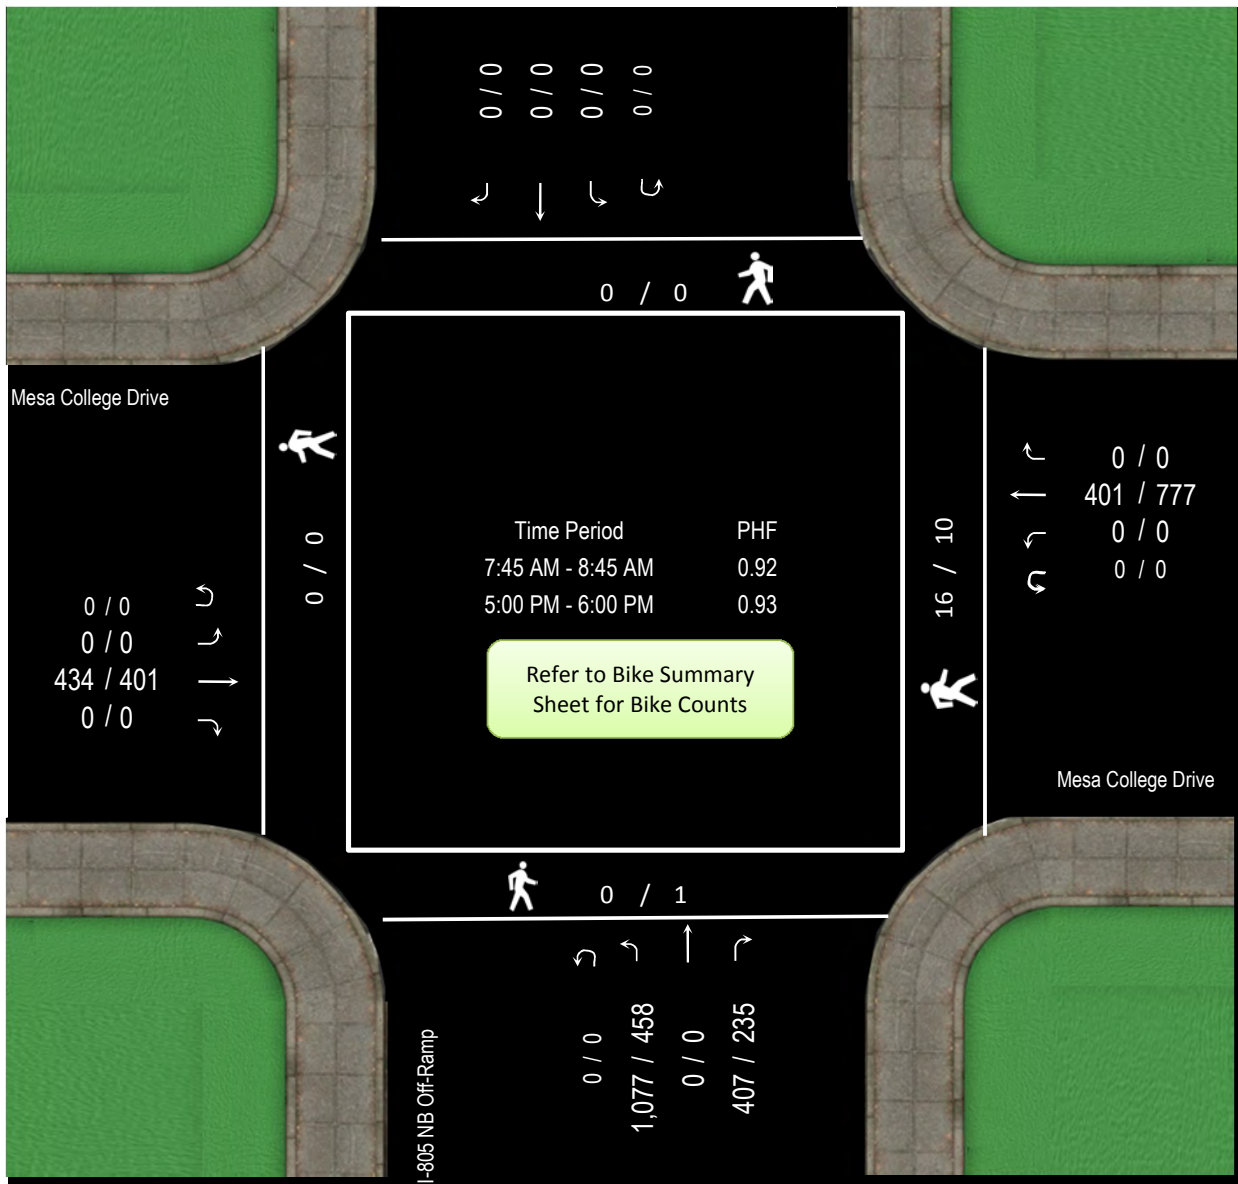 0 / 0
0 / 0
0 / 0
0 / 0
0 / 0
Mesa College Drive
0 / 0
401 / 777
0 / 0
0 / 0
Time Period PHF
7:45 AM - 8:45 AM 0.92
5:00 PM - 6:00 PM 0.93
0 / 0
16 / 10
0 / 0
0 / 0
434 / 401
0 / 0
Refer to Bike Summary
Sheet for Bike Counts
Mesa College Drive
0 / 1
I-805 NB Off-Ramp
0 / 0
1,077 / 458
0 / 0
407 / 235